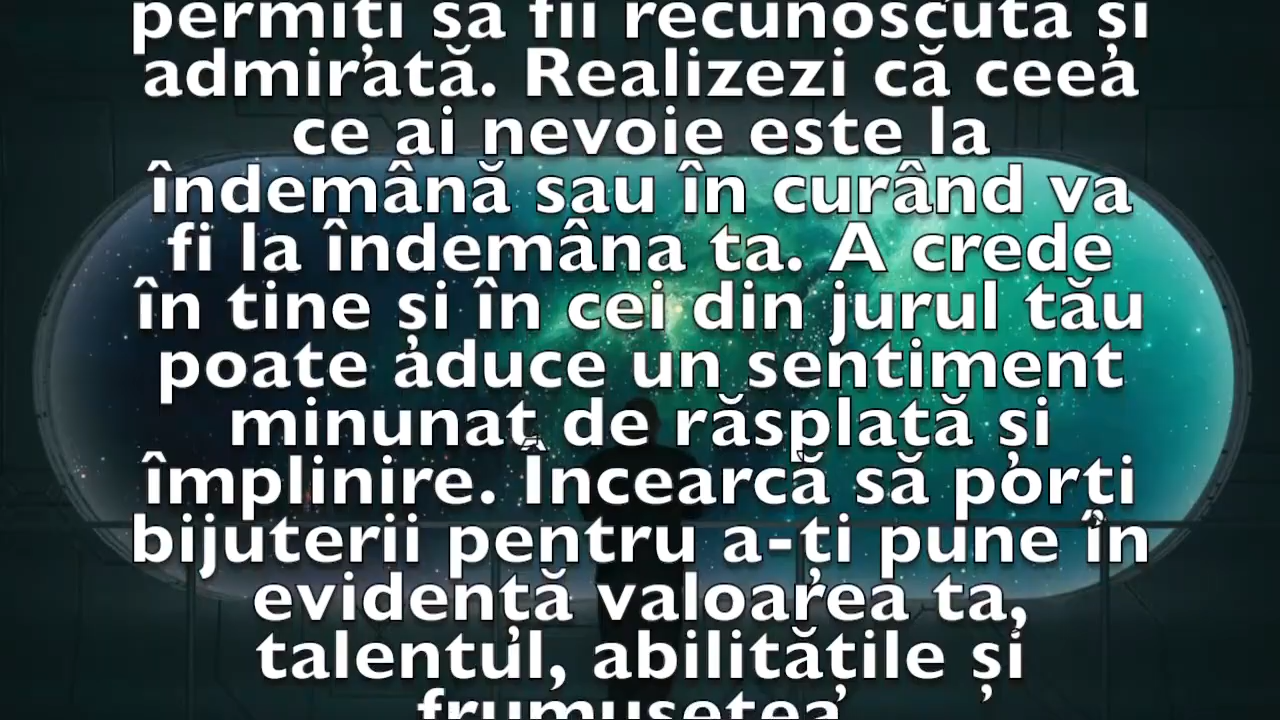 permiți să fii recunoscută și
admirată. Realizezi că ceea
ce ai nevoie este la
îndemână sau în curând va
fi la îndemâna ta. A crede
în tine și în cei din jurul tău
poate aduce un sentiment
minunat de răsplată și
împlinire. Încearcă să porți
bijuterii pentru a-ți pune în
evidență valoarea ta,
talentul, abilitățile și
frumusețea